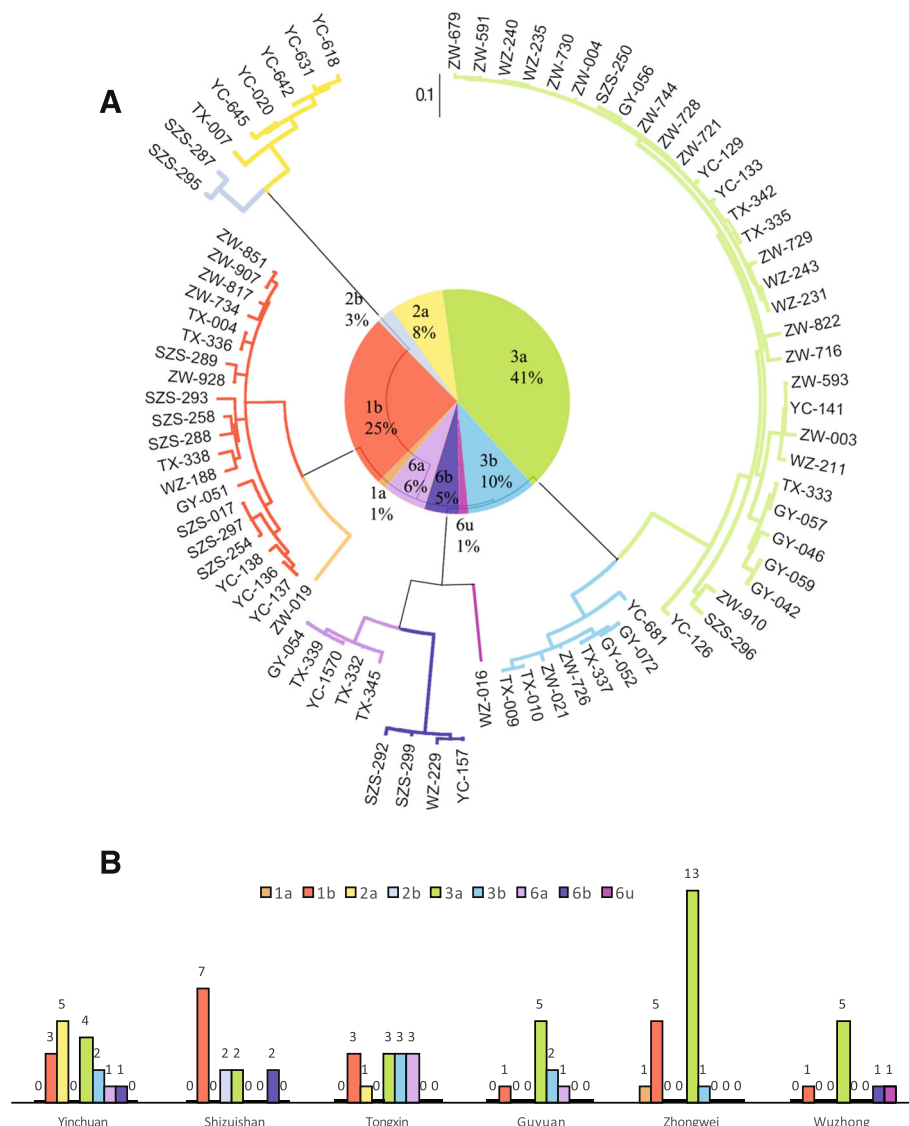 A
0.1
YC-618
YC-631
YC-642
YC-020
YC-645
TX-007
SZS-287
SZS-295
ZW-679
ZW-591
WZ-240
WZ-235
ZW-730
ZW-004
SZS-250
GY-056
ZW-744
ZW-728
ZW-721
YC-129
YC-133
TX-342
TX-335
ZW-729
WZ-243
WZ-231
ZW-822
ZW-716
ZW-593
YC-141
ZW-003
WZ-211
TX-333
GY-057
GY-046
GY-059
GY-042
ZW-910
SZS-296
YC-126
YC-681
GY-072
GY-052
TX-337
ZW-726
ZW-021
TX-010
TX-009
WZ-016
YC-157
WZ-229
SZS-299
SZS-292
TX-345
TX-332
YC-1570
TX-339
GY-054
ZW-019
YC-137
YC-136
YC-138
SZS-254
SZS-297
SZS-017
GY-051
WZ-188
TX-338
SZS-288
SZS-258
SZS-293
ZW-928
SZS-289
TX-336
TX-004
ZW-734
ZW-817
ZW-907
ZW-851
2b
3%
2a
8%
3a
41%
1b
25%
3b
10%
6a
6%
6b
5%
1a
1%
6u
1%
B
1a 1b 2a 2b 3a 3b 6a 6b 6u
0 3 5 0 4 2 1 1 0
0 7 0 2 2 0 0 2 0
0 3 1 0 3 3 3 0 0
0 1 0 0 5 2 1 0 0
1 5 0 0 13 1 0 0 0
0 1 0 0 5 0 0 1 1
Yinchuan Shizuishan Tongxin Guyuan Zhongwei Wuzhong